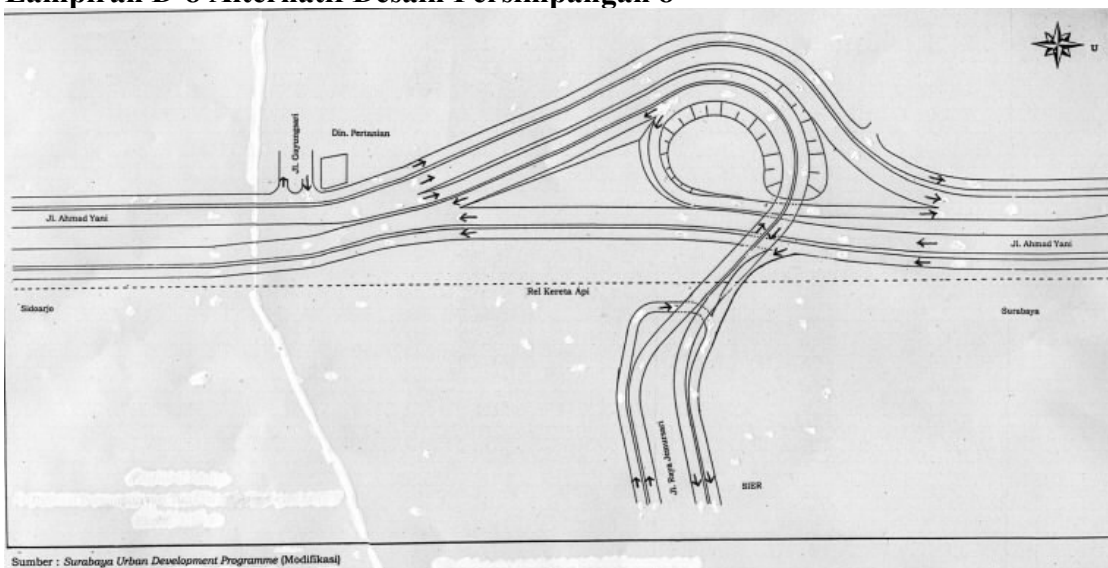 Lampiran D-8 Alternatif Desain Persimpangan 8
U
Jl. Gayungsari
Din. Pertanian
Jl. Ahmad Yani
Jl. Ahmad Yani
Rel Kereta Api
Sidoarjo
Surabaya
Jl. Raya Jemursari
SIER
Sumber : Surabaya Urban Development Programme (Modifikasi)